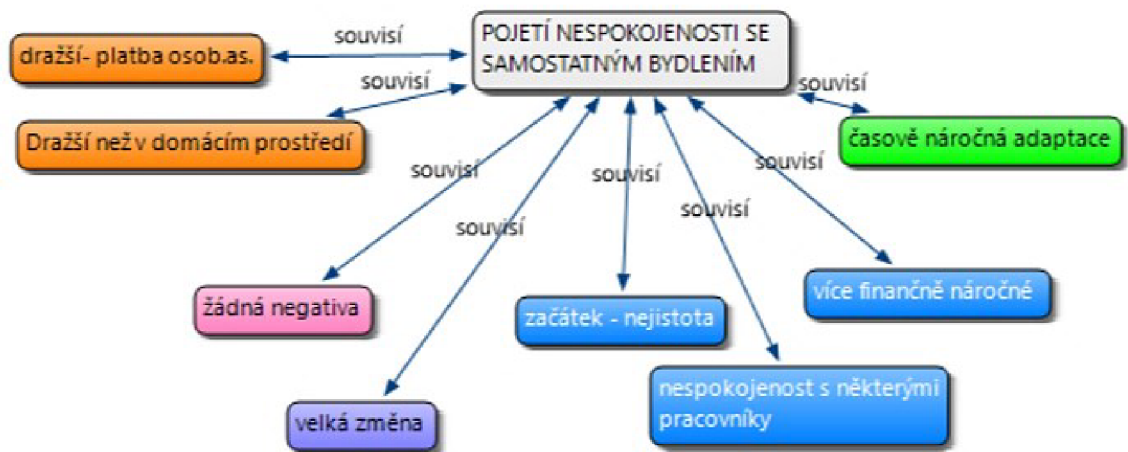 POJETÍ NESPOKOJENOSTI SE
SAMOSTATNÝM BYDLENÍM
souvisí
dražší- platba osob.as.
souvisí
Dražší než v domácím prostředí
souvisí
časově náročná adaptace
souvisí
žádná negativa
souvisí
velká změna
souvisí
začátek - nejistota
souvisí
nespokojenost s některými
pracovníky
souvisí
více finančně náročné